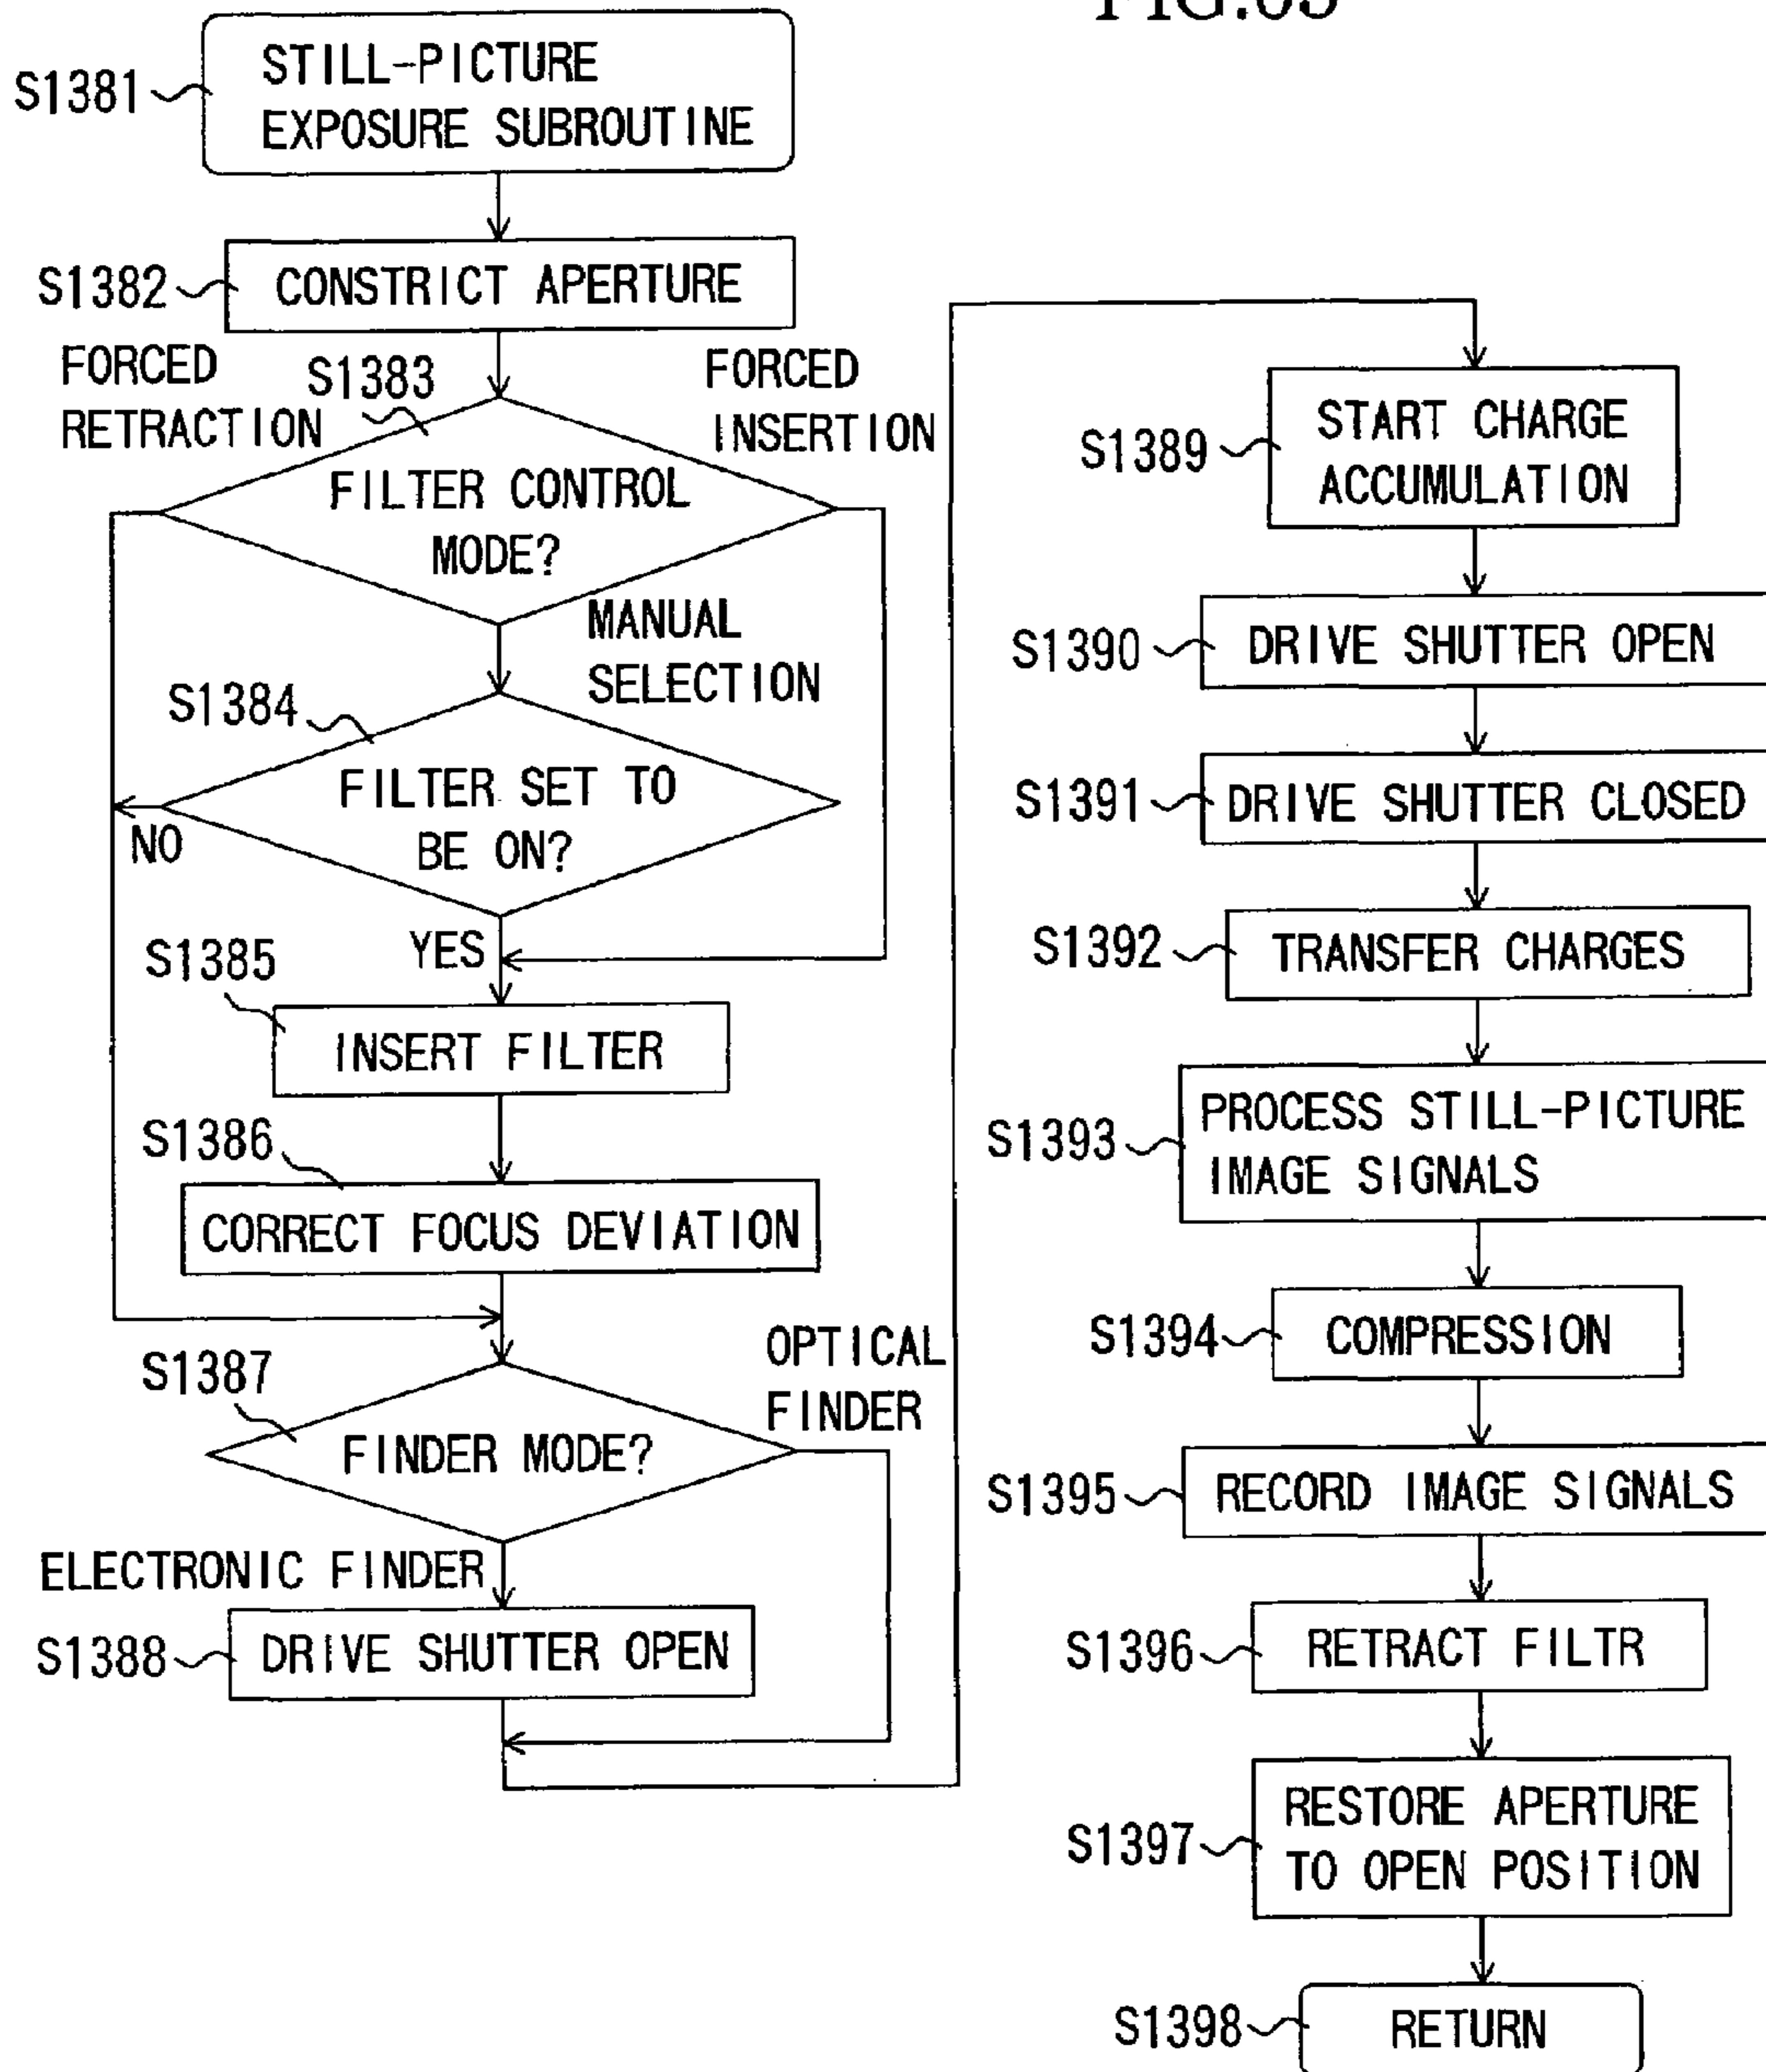 S1381
STILL-PICTURE
EXPOSURE SUBROUTINE
S1382
CONSTRICT APERTURE
FORCED
RETRACTION
S1383
FORCED
INSERTION
FILTER CONTROL
MODE?
MANUAL
SELECTION
S1384
FILTER SET TO
BE ON?
NO
YES
S1385
INSERT FILTER
S1386
CORRECT FOCUS DEVIATION
S1387
OPTICAL
FINDER
FINDER MODE?
ELECTRONIC FINDER
S1388
DRIVE SHUTTER OPEN
S1389
START CHARGE
ACCUMULATION
S1390
DRIVE SHUTTER OPEN
S1391
DRIVE SHUTTER CLOSED
S1392
TRANSFER CHARGES
S1393
PROCESS STILL-PICTURE
IMAGE SIGNALS
S1394
COMPRESSION
S1395
RECORD IMAGE SIGNALS
S1396
RETRACT FILTR
S1397
RESTORE APERTURE
TO OPEN POSITION
S1398
RETURN